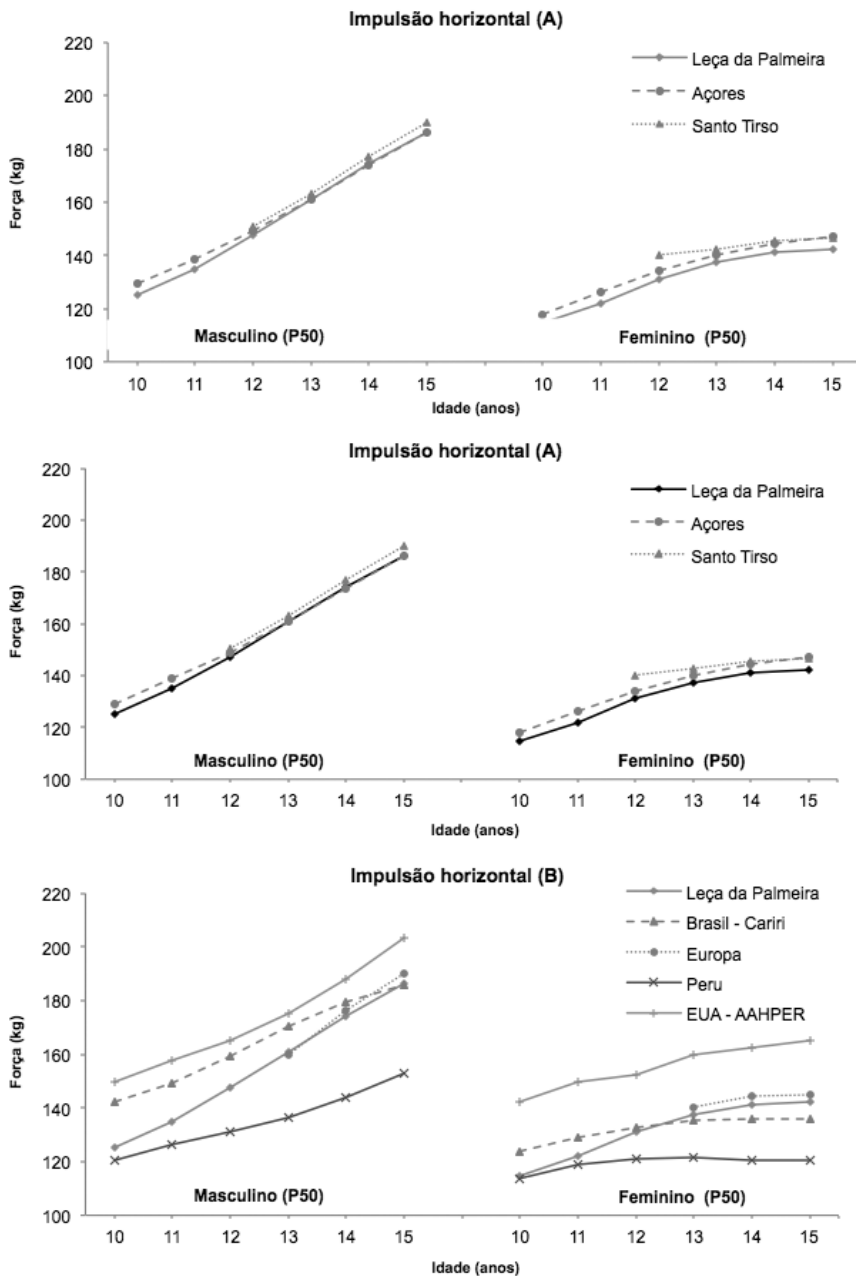 Impulsão horizontal (A)
220
200
180
160
140
120
100
Força (kg)
Leça da Palmeira
Açores
Santo Tirso
Masculino (P50)
Feminino (P50)
10 11 12 13 14 15 10 11 12 13 14 15
Idade (anos)
Impulsão horizontal (A)
220
200
180
160
140
120
100
Força (kg)
Leça da Palmeira
Açores
Santo Tirso
Masculino (P50)
Feminino (P50)
10 11 12 13 14 15 10 11 12 13 14 15
Idade (anos)
Impulsão horizontal (B)
220
200
180
160
140
120
100
Força (kg)
Leça da Palmeira
Brasil - Cariri
Europa
Peru
EUA - AAHPER
Masculino (P50)
Feminino (P50)
10 11 12 13 14 15 10 11 12 13 14 15
Idade (anos)